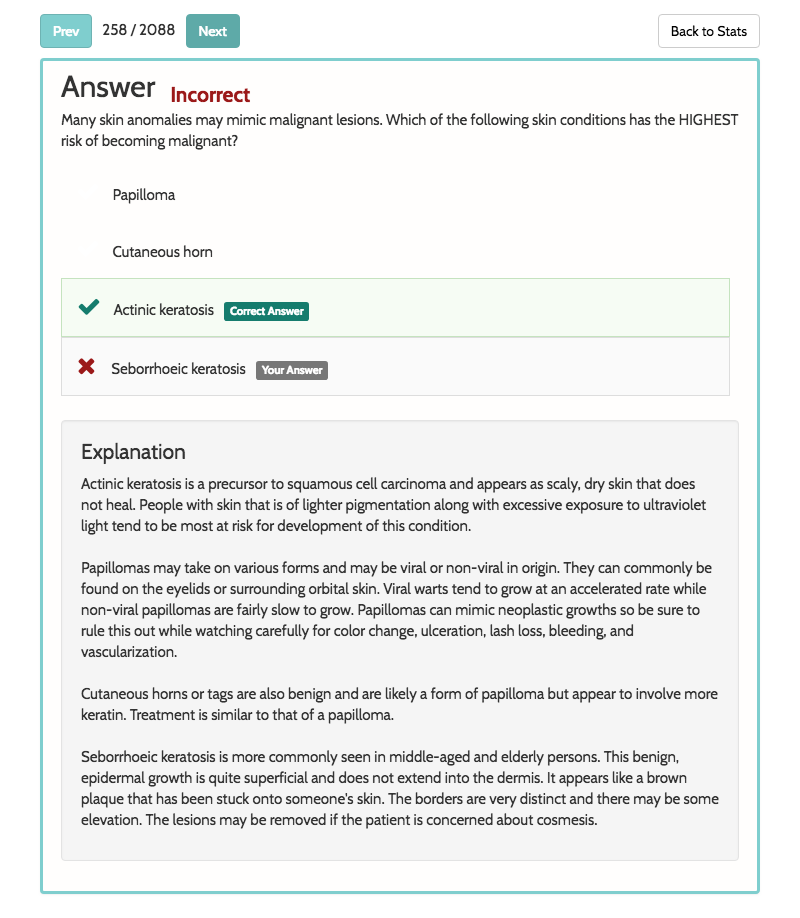 Prev 258 / 2088 Next Back to Stats
Answer Incorrect
Many skin anomalies may mimic malignant lesions. Which of the following skin conditions has the HIGHEST
risk of becoming malignant?
Papilloma
Cutaneous horn
Actinic keratosis Correct Answer
Seborrhoeic keratosis Your Answer
Explanation
Actinic keratosis is a precursor to squamous cell carcinoma and appears as scaly, dry skin that does
not heal. People with skin that is of lighter pigmentation along with excessive exposure to ultraviolet
light tend to be most at risk for development of this condition.
Papillomas may take on various forms and may be viral or non-viral in origin. They can commonly be
found on the eyelids or surrounding orbital skin. Viral warts tend to grow at an accelerated rate while
non-viral papillomas are fairly slow to grow. Papillomas can mimic neoplastic growths so be sure to
rule this out while watching carefully for color change, ulceration, lash loss, bleeding, and
vascularization.
Cutaneous horns or tags are also benign and are likely a form of papilloma but appear to involve more
keratin. Treatment is similar to that of a papilloma.
Seborrhoeic keratosis is more commonly seen in middle-aged and elderly persons. This benign,
epidermal growth is quite superficial and does not extend into the dermis. It appears like a brown
plaque that has been stuck onto someone's skin. The borders are very distinct and there may be some
elevation. The lesions may be removed if the patient is concerned about cosmesis.